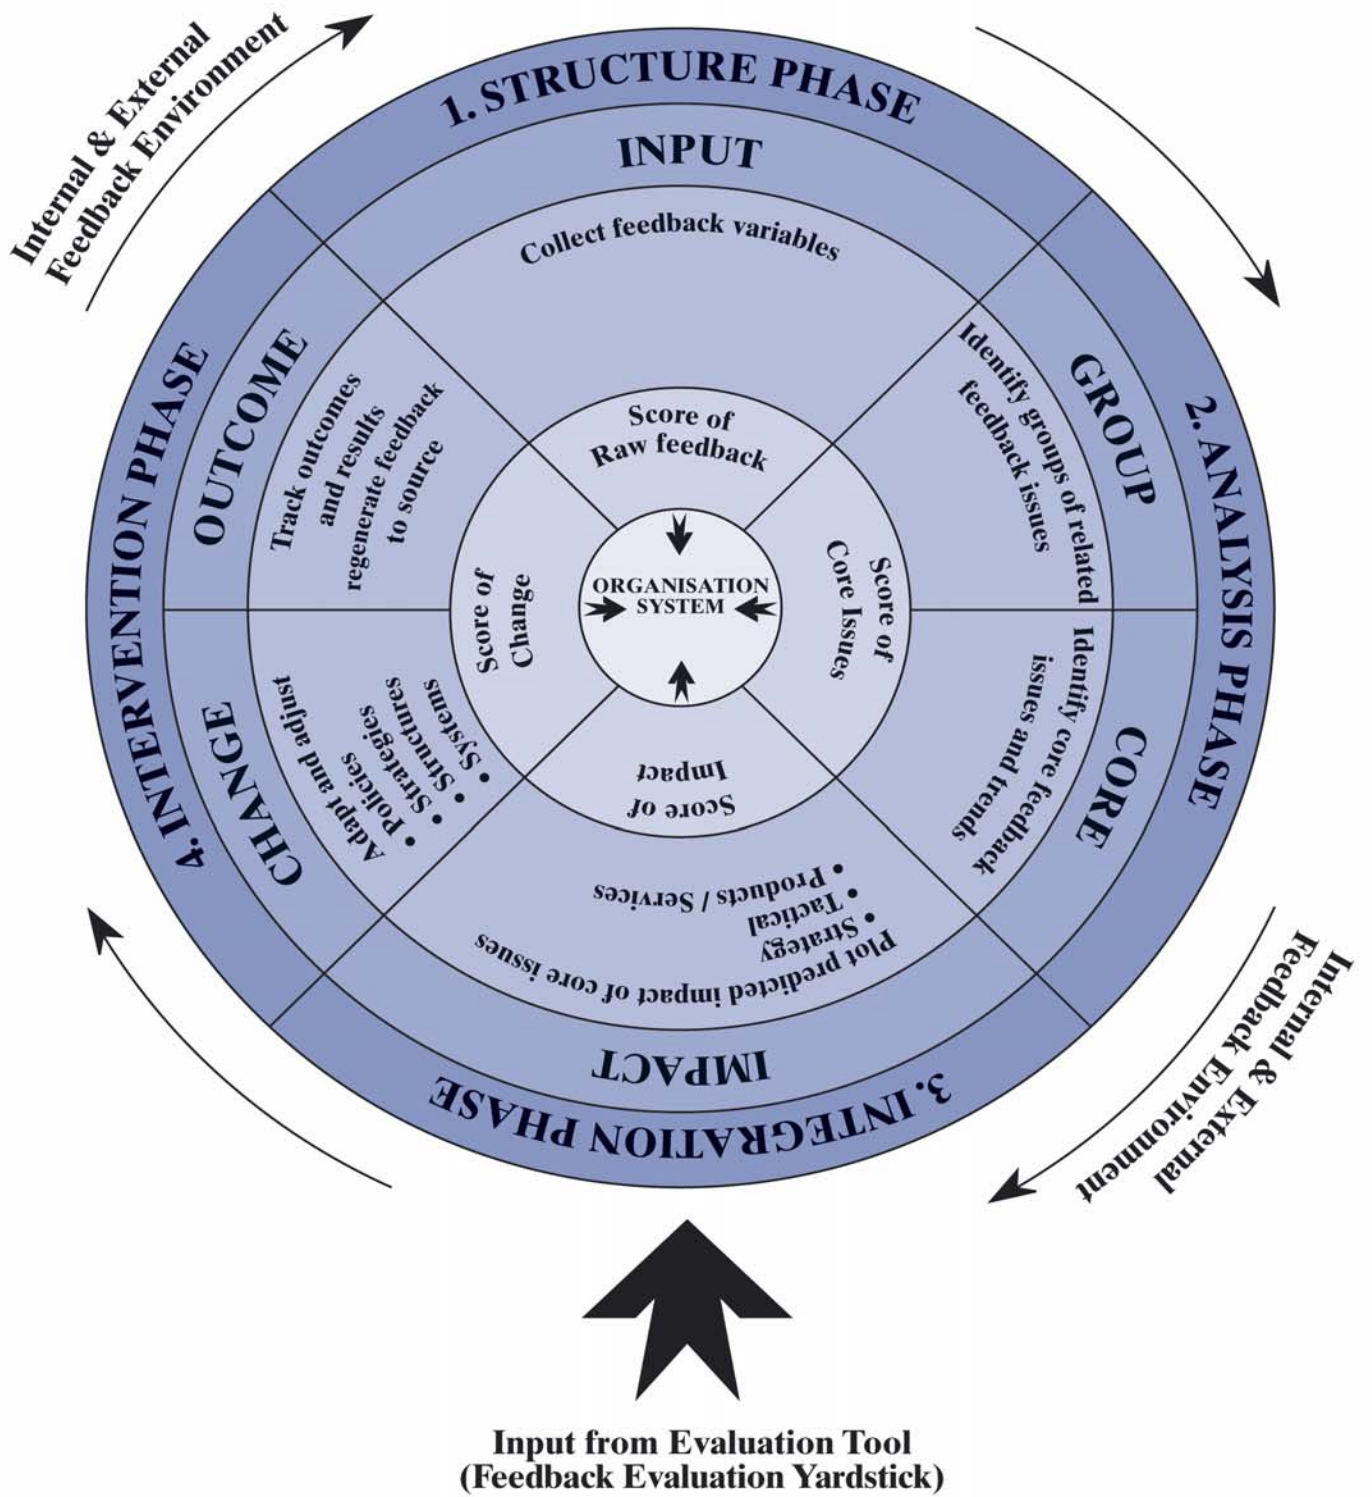 Internal & External
Feedback Environment
1. STRUCTURE PHASE
INPUT
Collect feedback variables
Score of
Raw feedback
2. ANALYSIS PHASE
GROUP
Identify groups of related
feedback issues
CORE
Identify core feedback
issues and trends
Score of
Core Issues
Internal & External
Feedback Environment
3. INTEGRATION PHASE
IMPACT
Plot predicted impact of core issues
• Strategy
• Tactical
• Products / Services
Score of
Impact
4. INTERVENTION PHASE
CHANGE
Adapt and adjust
• Policies
• Strategies
• Structures
• Systems
OUTCOME
Track outcomes
and results
regenerate feedback
to source
Score of
Change
ORGANISATION
SYSTEM
Input from Evaluation Tool
(Feedback Evaluation Yardstick)